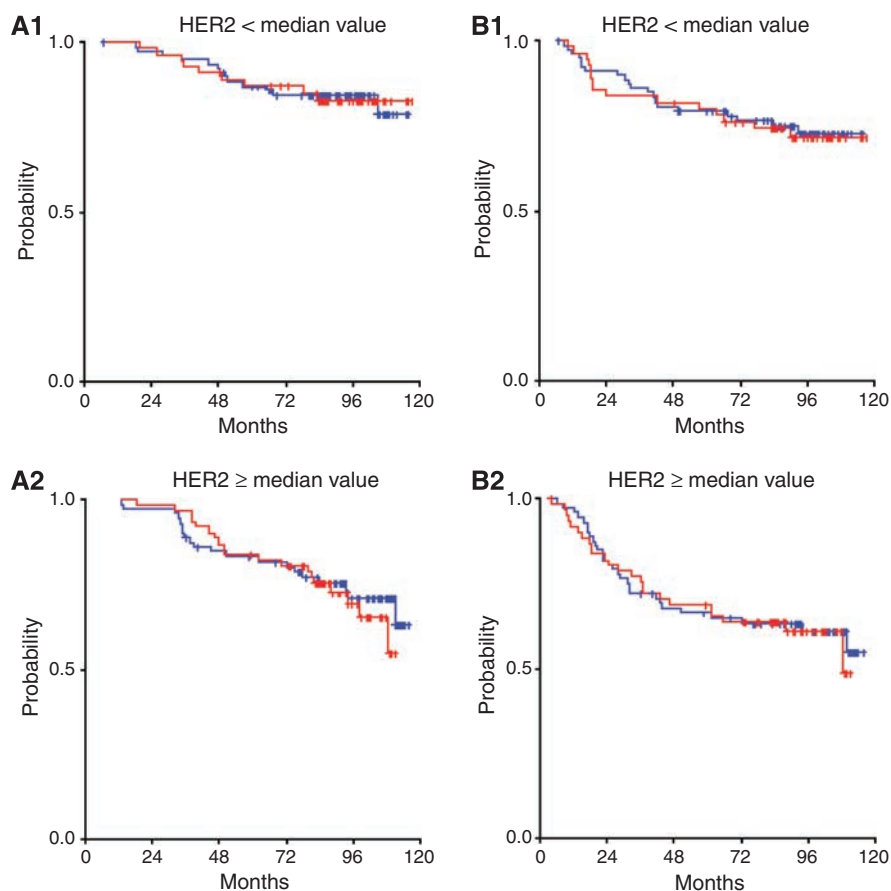 A1
HER2 < median value
1.0
0.5
0.0
Probability
0 24 48 72 96 120
Months
B1
HER2 < median value
1.0
0.5
0.0
Probability
0 24 48 72 96 120
Months
A2
HER2 ≥ median value
1.0
0.5
0.0
Probability
0 24 48 72 96 120
Months
B2
HER2 ≥ median value
1.0
0.5
0.0
Probability
0 24 48 72 96 120
Months